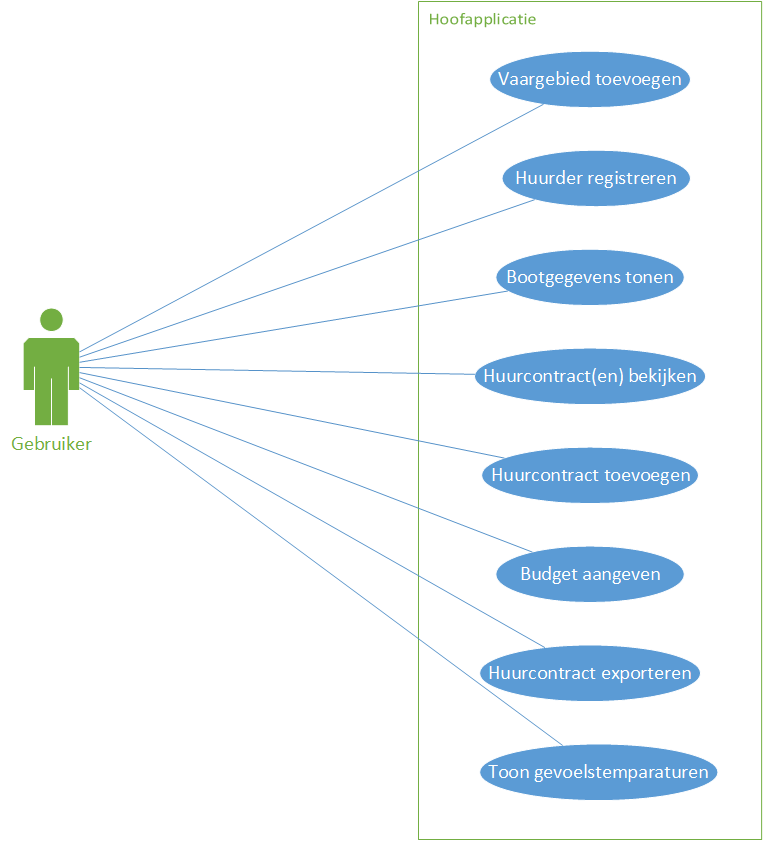 Hoofapplicatie
Vaargebied toevoegen
Huurder registreren
Bootgegevens tonen
Huurcontract(en) bekijken
Huurcontract toevoegen
Budget aangeven
Huurcontract exporteren
Toon gevoelstemparaturen
Gebruiker